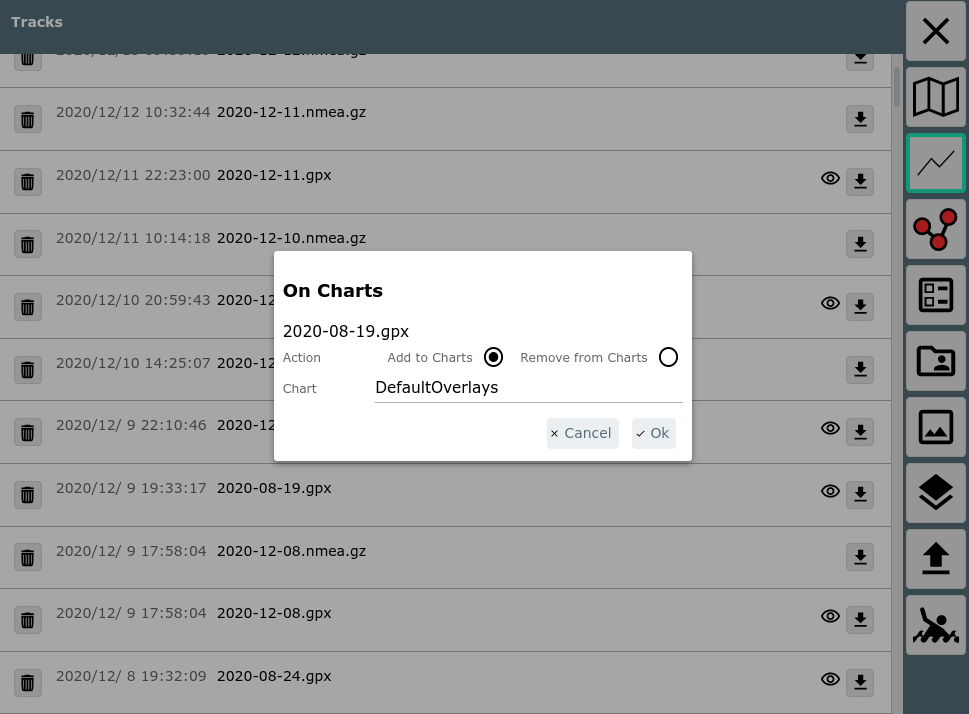 Tracks
2020/12/12 10:32:44 2020-12-11.nmea.gz
2020/12/11 22:23:00 2020-12-11.gpx
2020/12/11 10:14:18 2020-12-10.nmea.gz
2020/12/10 20:59:43 2020-12
2020/12/10 14:25:07 2020-12
2020/12/ 9 22:10:46 2020-12
On Charts
2020-08-19.gpx
Action Add to Charts Remove from Charts
Chart DefaultOverlays
Cancel Ok
2020/12/ 9 19:33:17 2020-08-19.gpx
2020/12/ 9 17:58:04 2020-12-08.nmea.gz
2020/12/ 9 17:58:04 2020-12-08.gpx
2020/12/ 8 19:32:09 2020-08-24.gpx